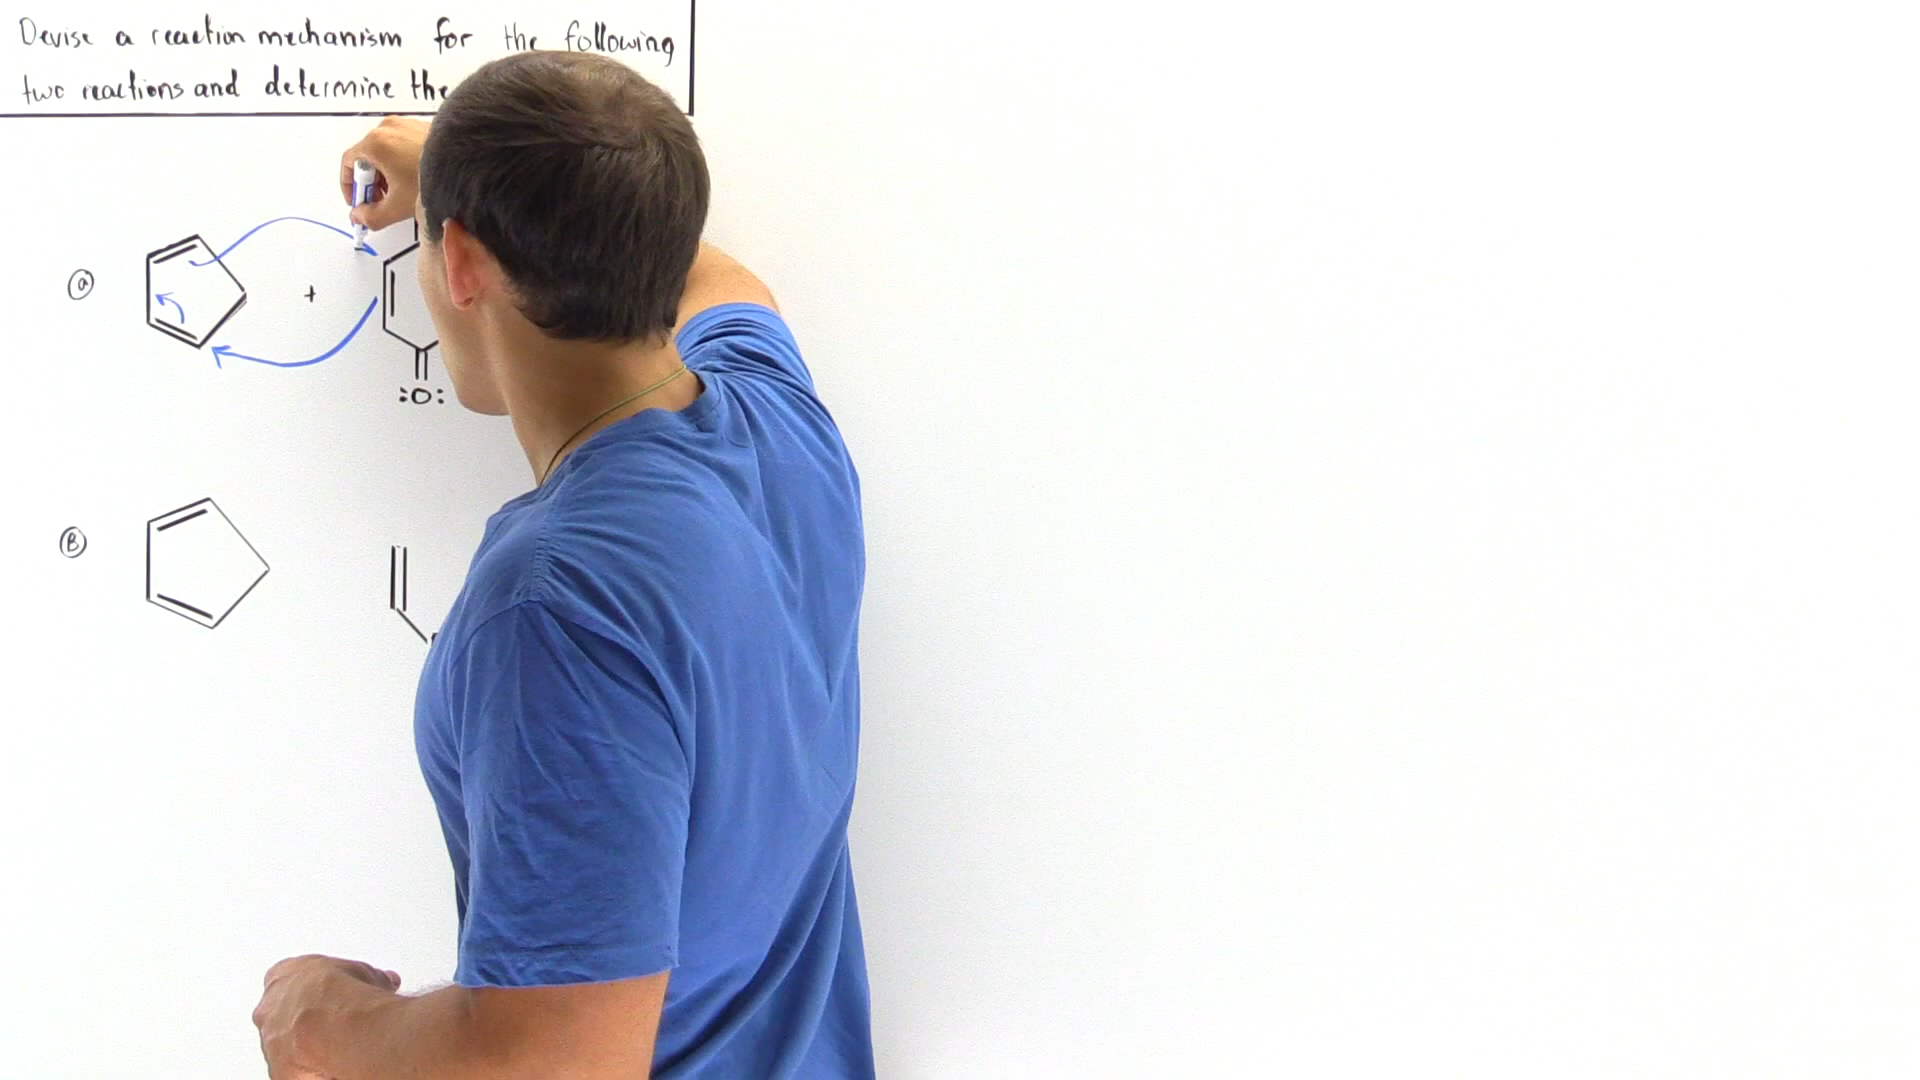 Devise a reaction mechanism for the following
two reactions and determine the
a
+
:O:
B